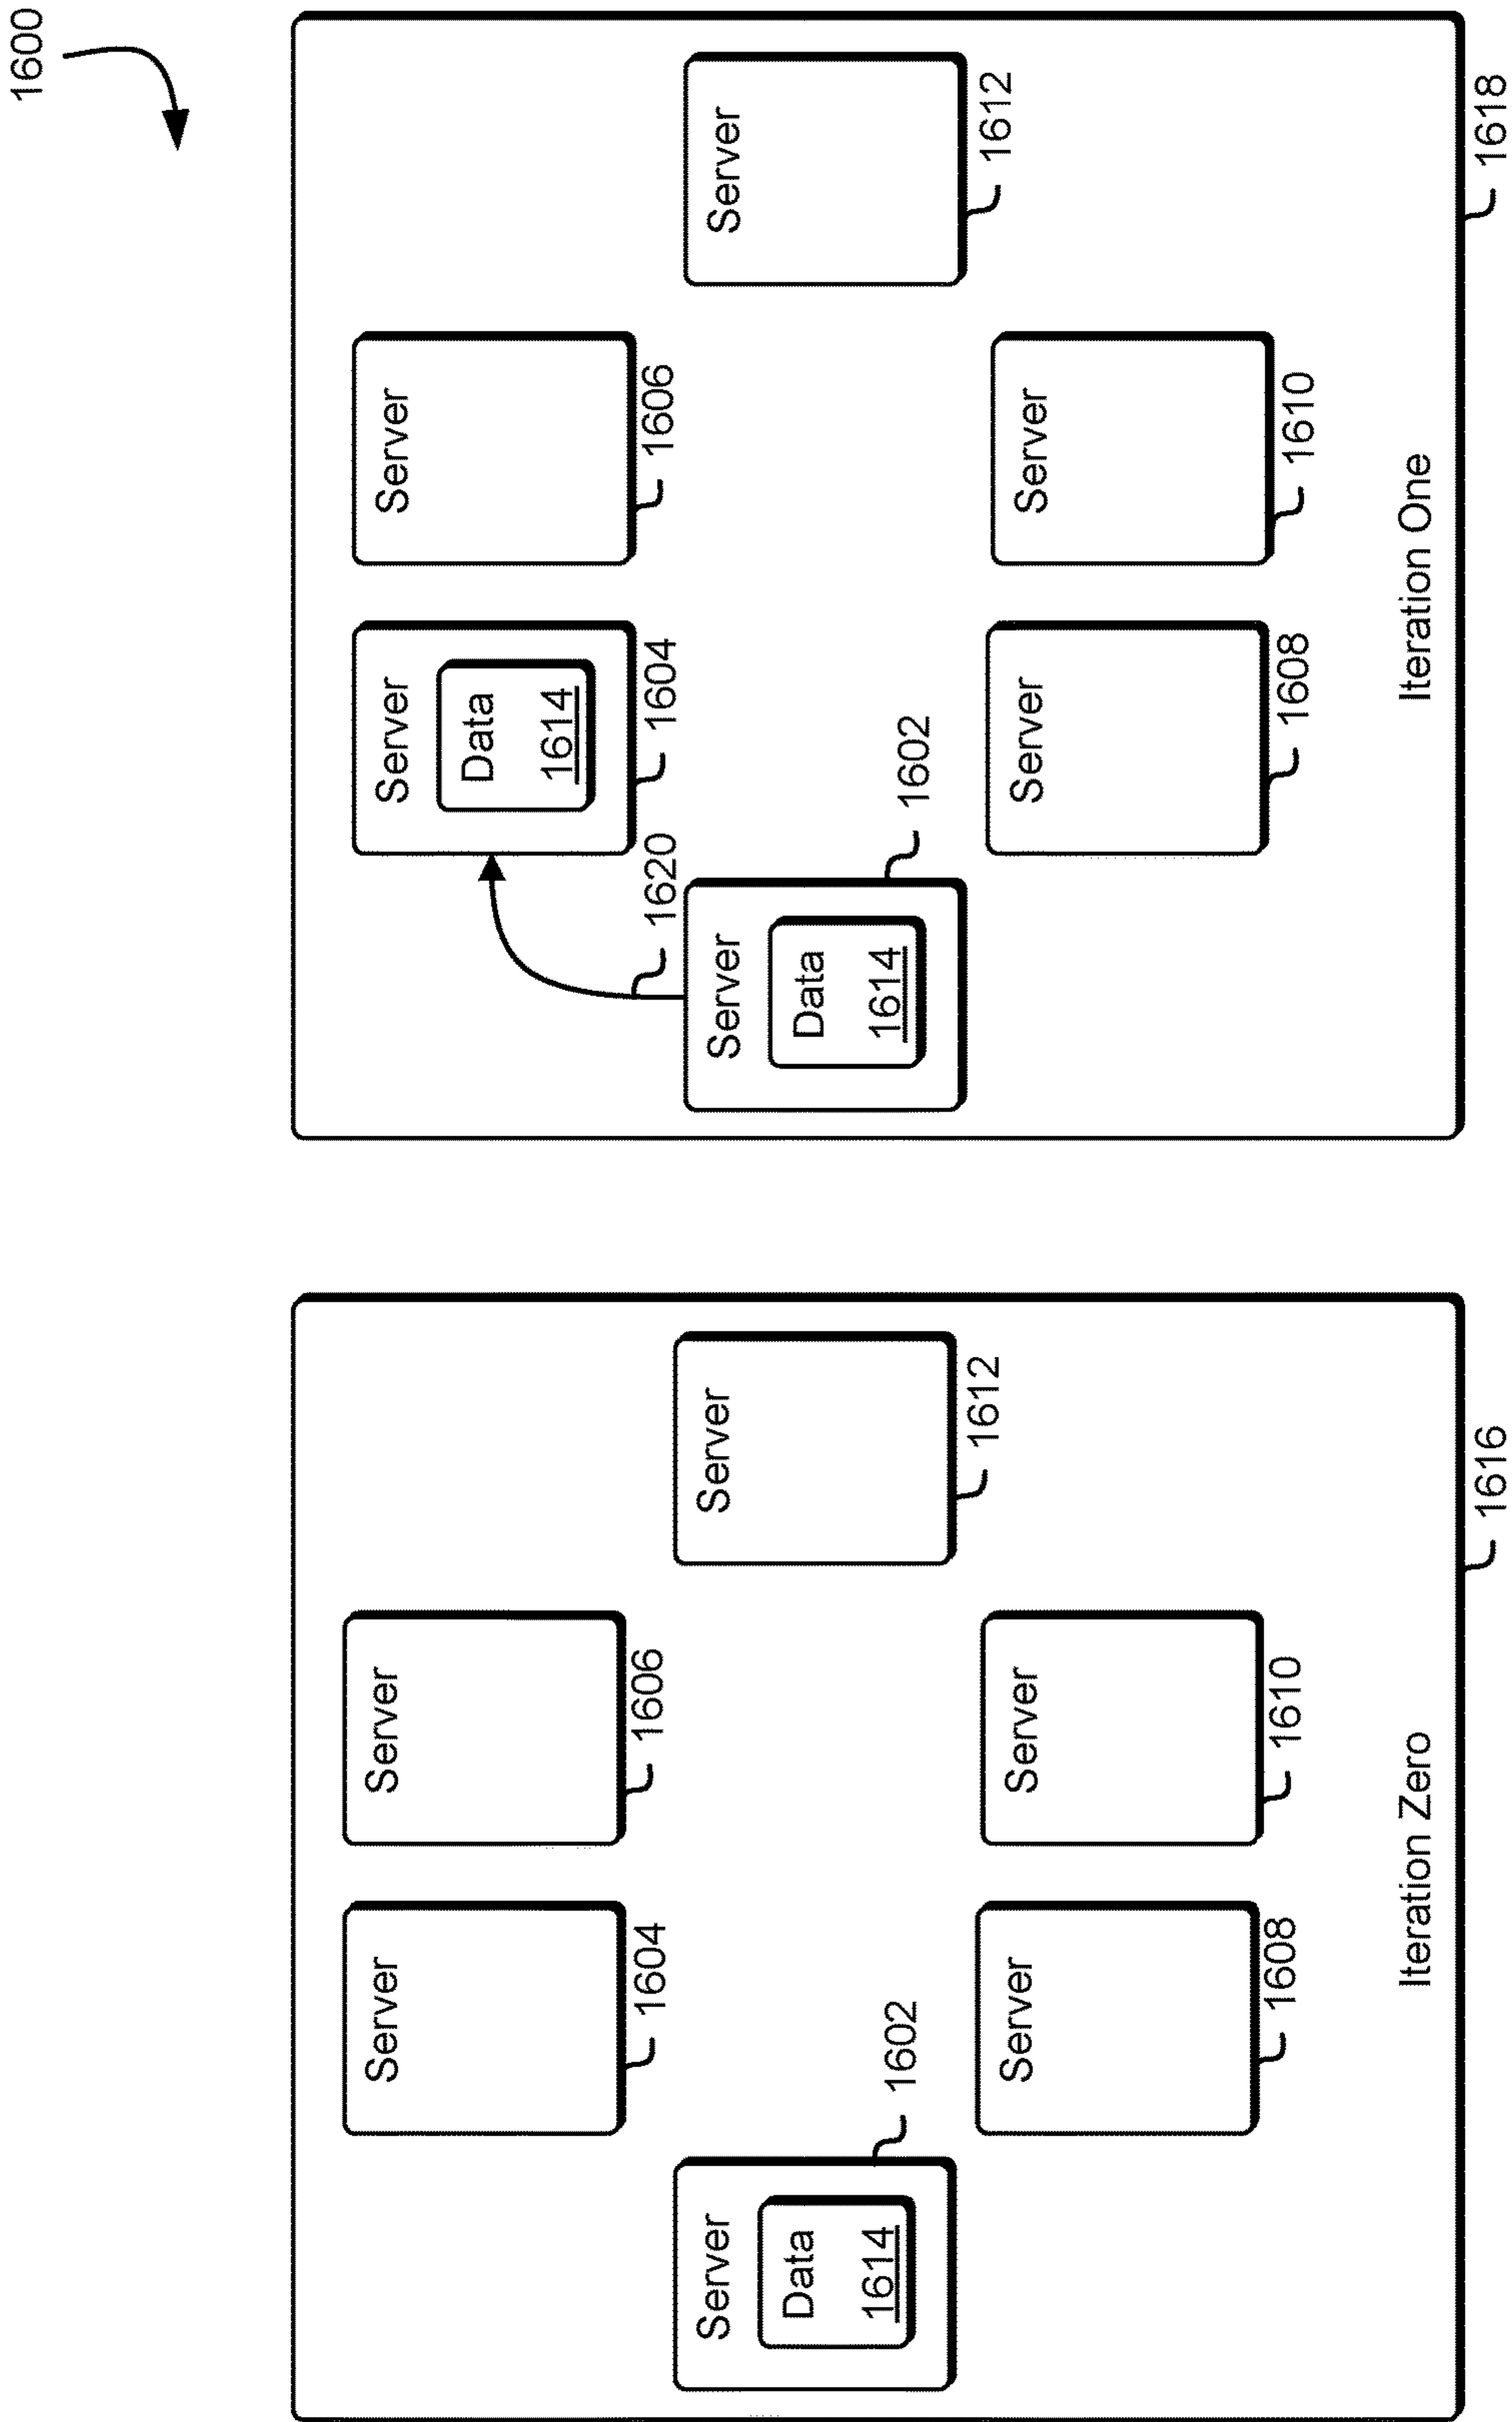 1600
Server
1604
Server
1606
Server
Data
1614
1602
Server
1612
Server
1608
Server
1610
Iteration Zero
1616
Server
Data
1614
1604
Server
1606
1620
Server
Data
1614
1602
Server
1612
Server
1608
Server
1610
Iteration One
1618